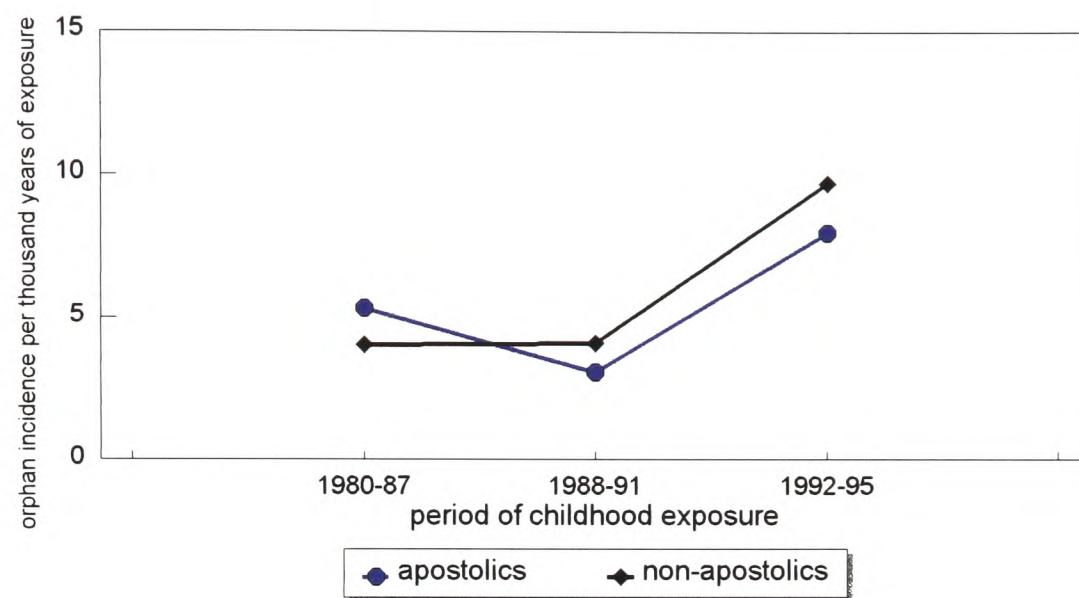 orphan incidence per thousand years of exposure
15
10
5
0
1980-87 1988-91 1992-95
period of childhood exposure
apostolics non-apostolics